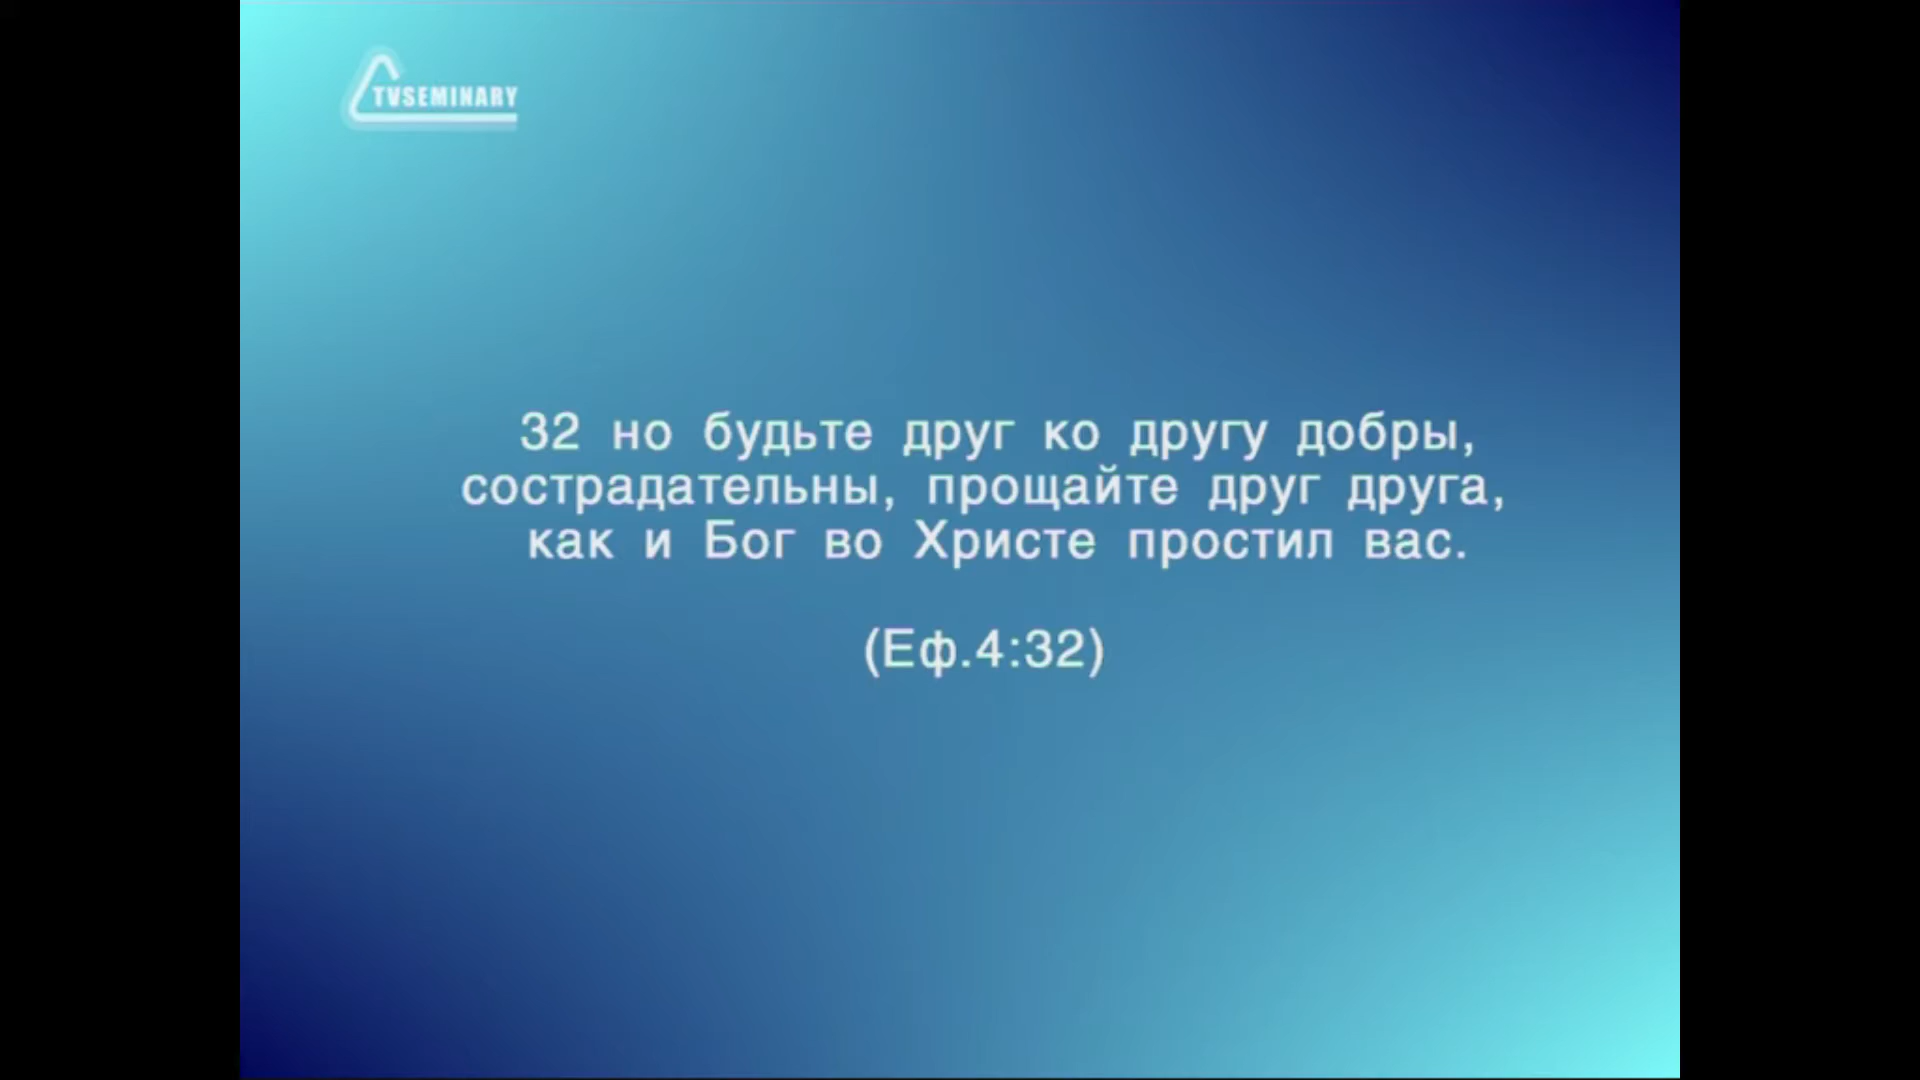 TVSEMINARY
32 но будьте друг ко другу добры,
сострадательны, прощайте друг друга,
как и Бог во Христе простил вас.
(Еф.4:32)